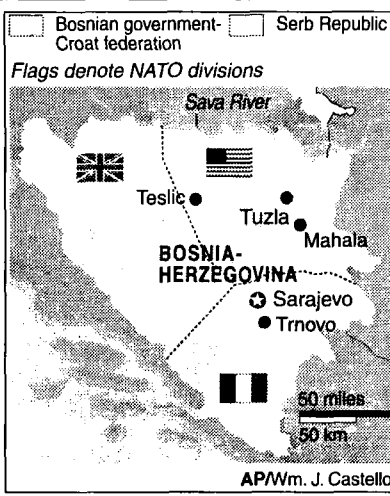 Bosnian government-
Croat federation
Serb Republic
Flags denote NATO divisions
Sava River
Teslic
Tuzla
Mahala
BOSNIA-
HERZEGOVINA
Sarajevo
Trnovo
50 miles
50 km
AP/Wm. J. Castello